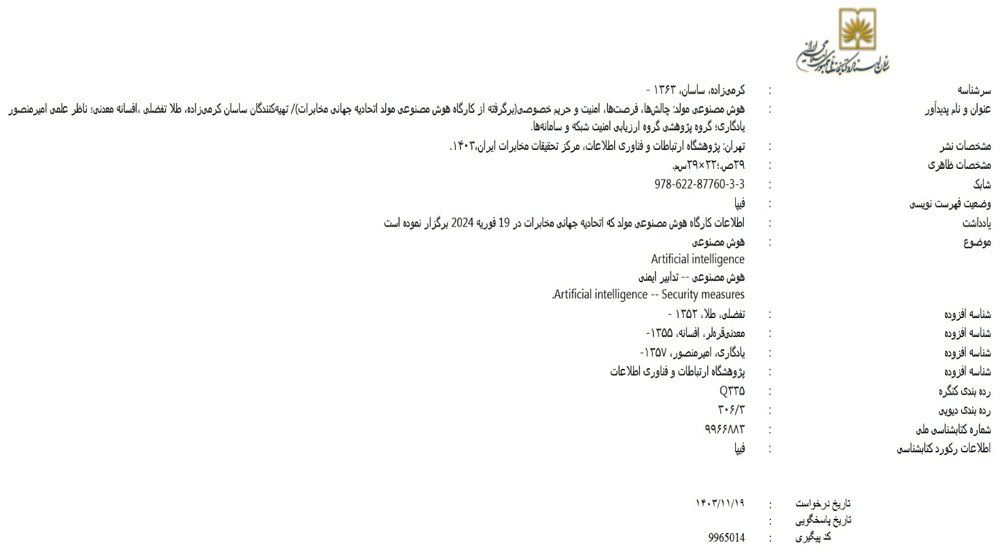 سازمان اسناد و کتابخانه ملی جمهوری اسلامی ایران
سرشناسه : کرمی‌زاده، ساسان، ۱۳۶۳ -
عنوان و نام پدیدآور : هوش مصنوعی مولد: چالش‌ها، فرصت‌ها، امنیت و حریم خصوصی(برگرفته از کارگاه هوش مصنوعی مولد اتحادیه جهانی مخابرات)/ تهیه‌کنندگان ساسان کرمی‌زاده، طلا تفضلی ،افسانه معدنی؛ ناظر علمی امیرمنصور
یادگاری؛ گروه پژوهشی گروه ارزیابی امنیت شبکه و سامانه‌ها.
مشخصات نشر : تهران: پژوهشگاه ارتباطات و فناوری اطلاعات، مرکز تحقیقات مخابرات ایران،۱۴۰۳.
مشخصات ظاهری : ۲۹ص.؛۲۲×۲۹س‌م.
شابک : 978-622-87760-3-3
وضعیت فهرست نویسی : فیپا
یادداشت : اطلاعات کارگاه هوش مصنوعی مولد که اتحادیه جهانی مخابرات در 19 فوریه 2024 برگزار نموده است
موضوع : هوش مصنوعی
Artificial intelligence
هوش مصنوعی -- تدابیر ایمنی
Artificial intelligence -- Security measures.
شناسه افزوده : تفضلی، طلا، ۱۳۵۲ -
شناسه افزوده : معدنی‌قره‌لر، افسانه، ۱۳۵۵-
شناسه افزوده : یادگاری، امیرمنصور، ۱۳۵۷-
شناسه افزوده : پژوهشگاه ارتباطات و فناوری اطلاعات
رده بندی کنگره : Q۳۳۵
رده بندی دیویی : ۳۰۶/۳
شماره کتابشناسی ملی : ۹۹۶۶۸۸۳
اطلاعات رکورد کتابشناسی : فیپا
تاریخ درخواست : ۱۴۰۳/۱۱/۱۹
تاریخ پاسخگویی :
کد پیگیری : 9965014